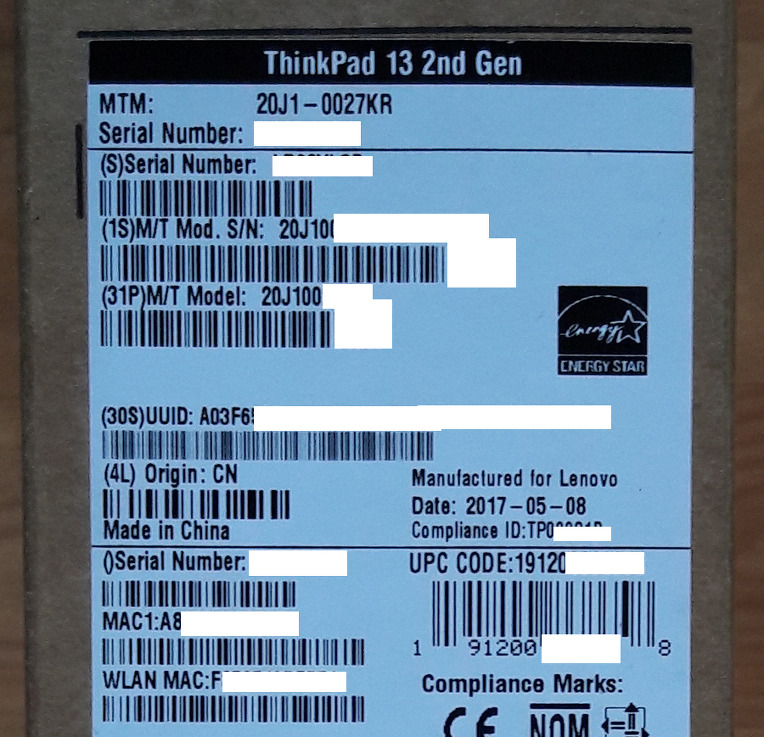 ThinkPad 13 2nd Gen
MTM: 20J1-0027KR
Serial Number:
(S)Serial Number:
(1S)M/T Mod. S/N: 20J100
(31P)M/T Model: 20J100
energy
ENERGY STAR
(30S)UUID: A03F6
(4L) Origin: CN
Made in China
Manufactured for Lenovo
Date: 2017-05-08
Compliance ID:TP00
()Serial Number:
MAC1:A8
WLAN MAC:F
UPC CODE:19120
1 91200 8
Compliance Marks:
CE NOM